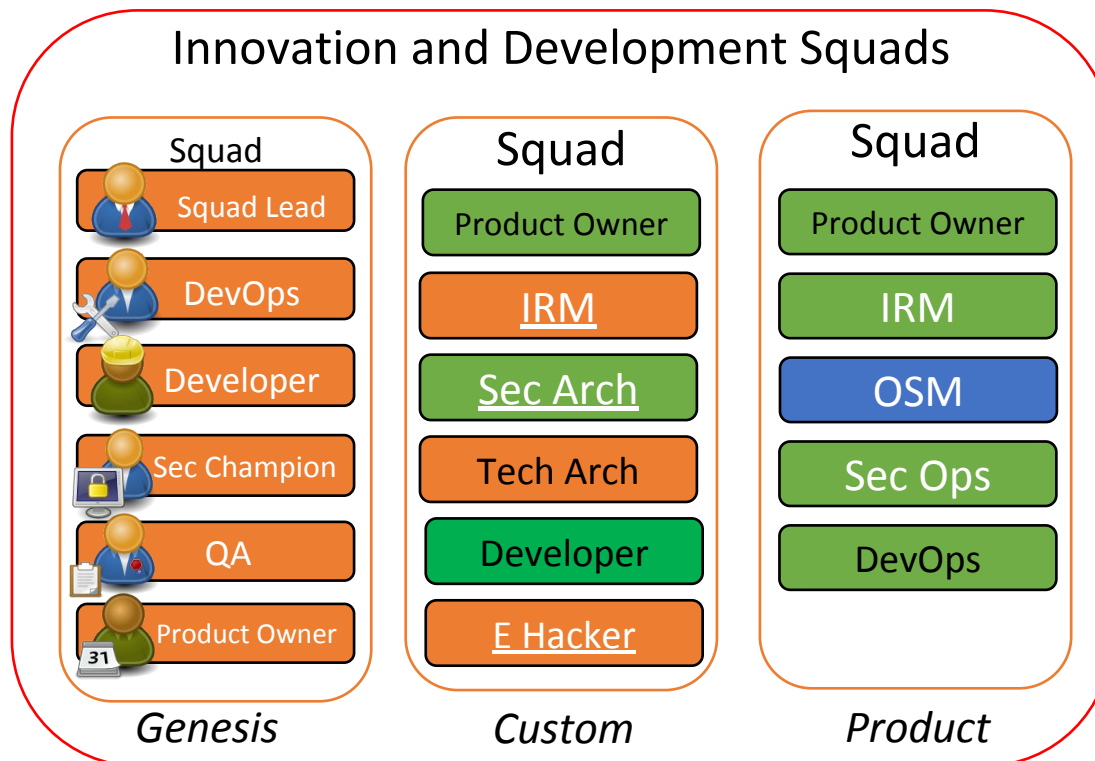 Innovation and Development Squads
Squad
Squad Lead
DevOps
Developer
Sec Champion
QA
Product Owner
31
Genesis
Squad
Product Owner
IRM
Sec Arch
Tech Arch
Developer
E Hacker
Custom
Squad
Product Owner
IRM
OSM
Sec Ops
DevOps
Product